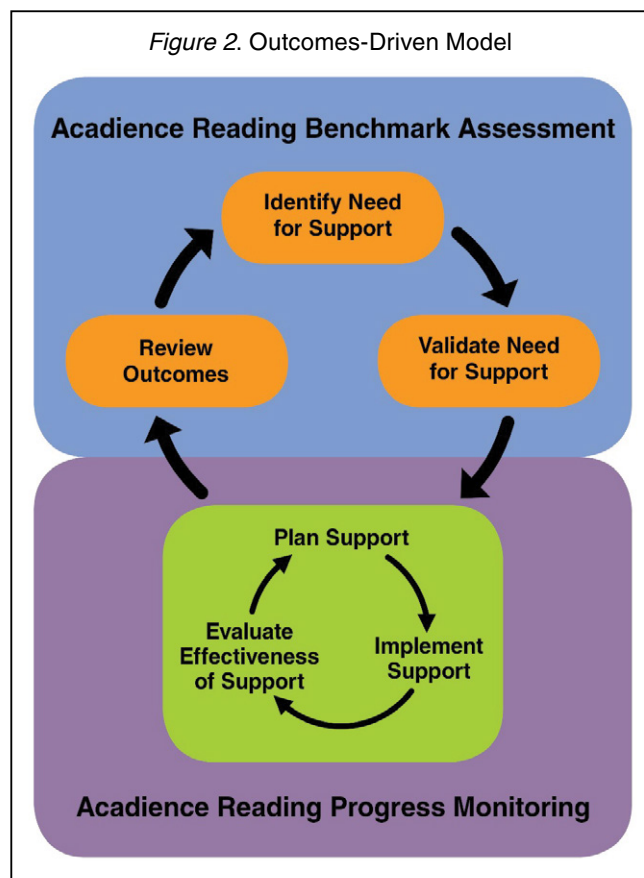 Figure 2. Outcomes-Driven Model
Acadience Reading Benchmark Assessment
Identify Need
for Support
Review
Outcomes
Validate Need
for Support
Plan Support
Evaluate
Effectiveness
of Support
Implement
Support
Acadience Reading Progress Monitoring